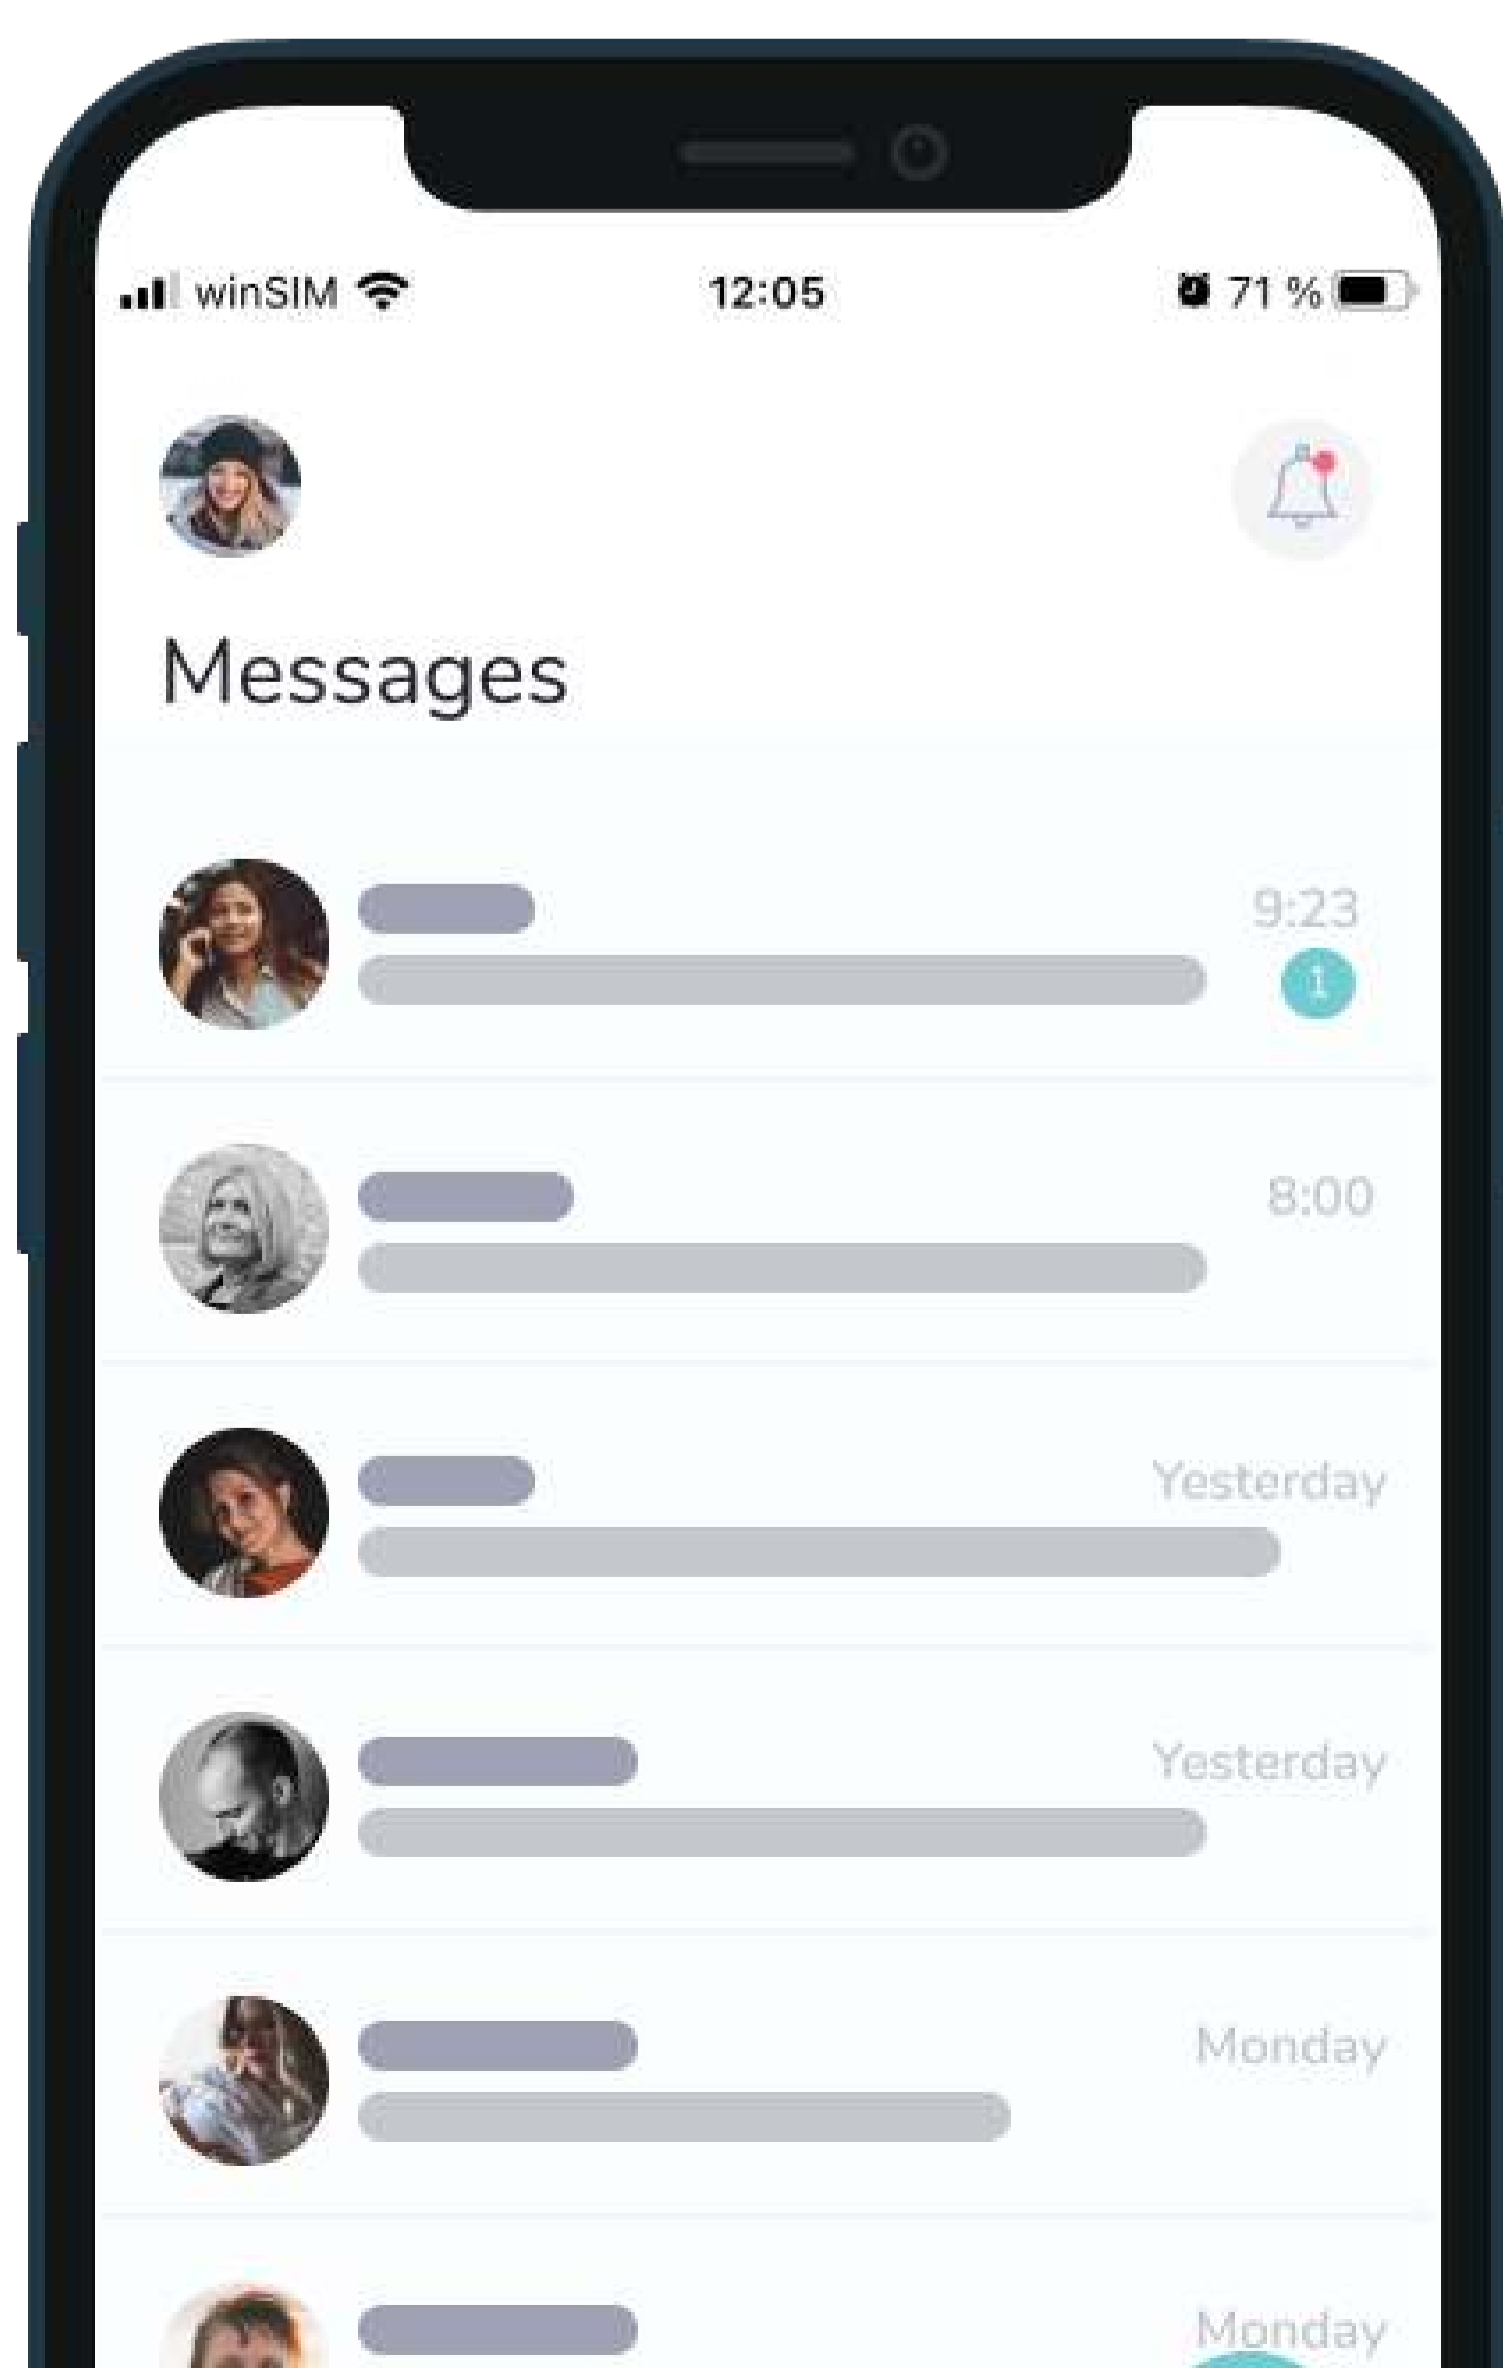 winSIM 12:05 71 %
Messages
9:23
1
8:00
Yesterday
Yesterday
Monday
Monday